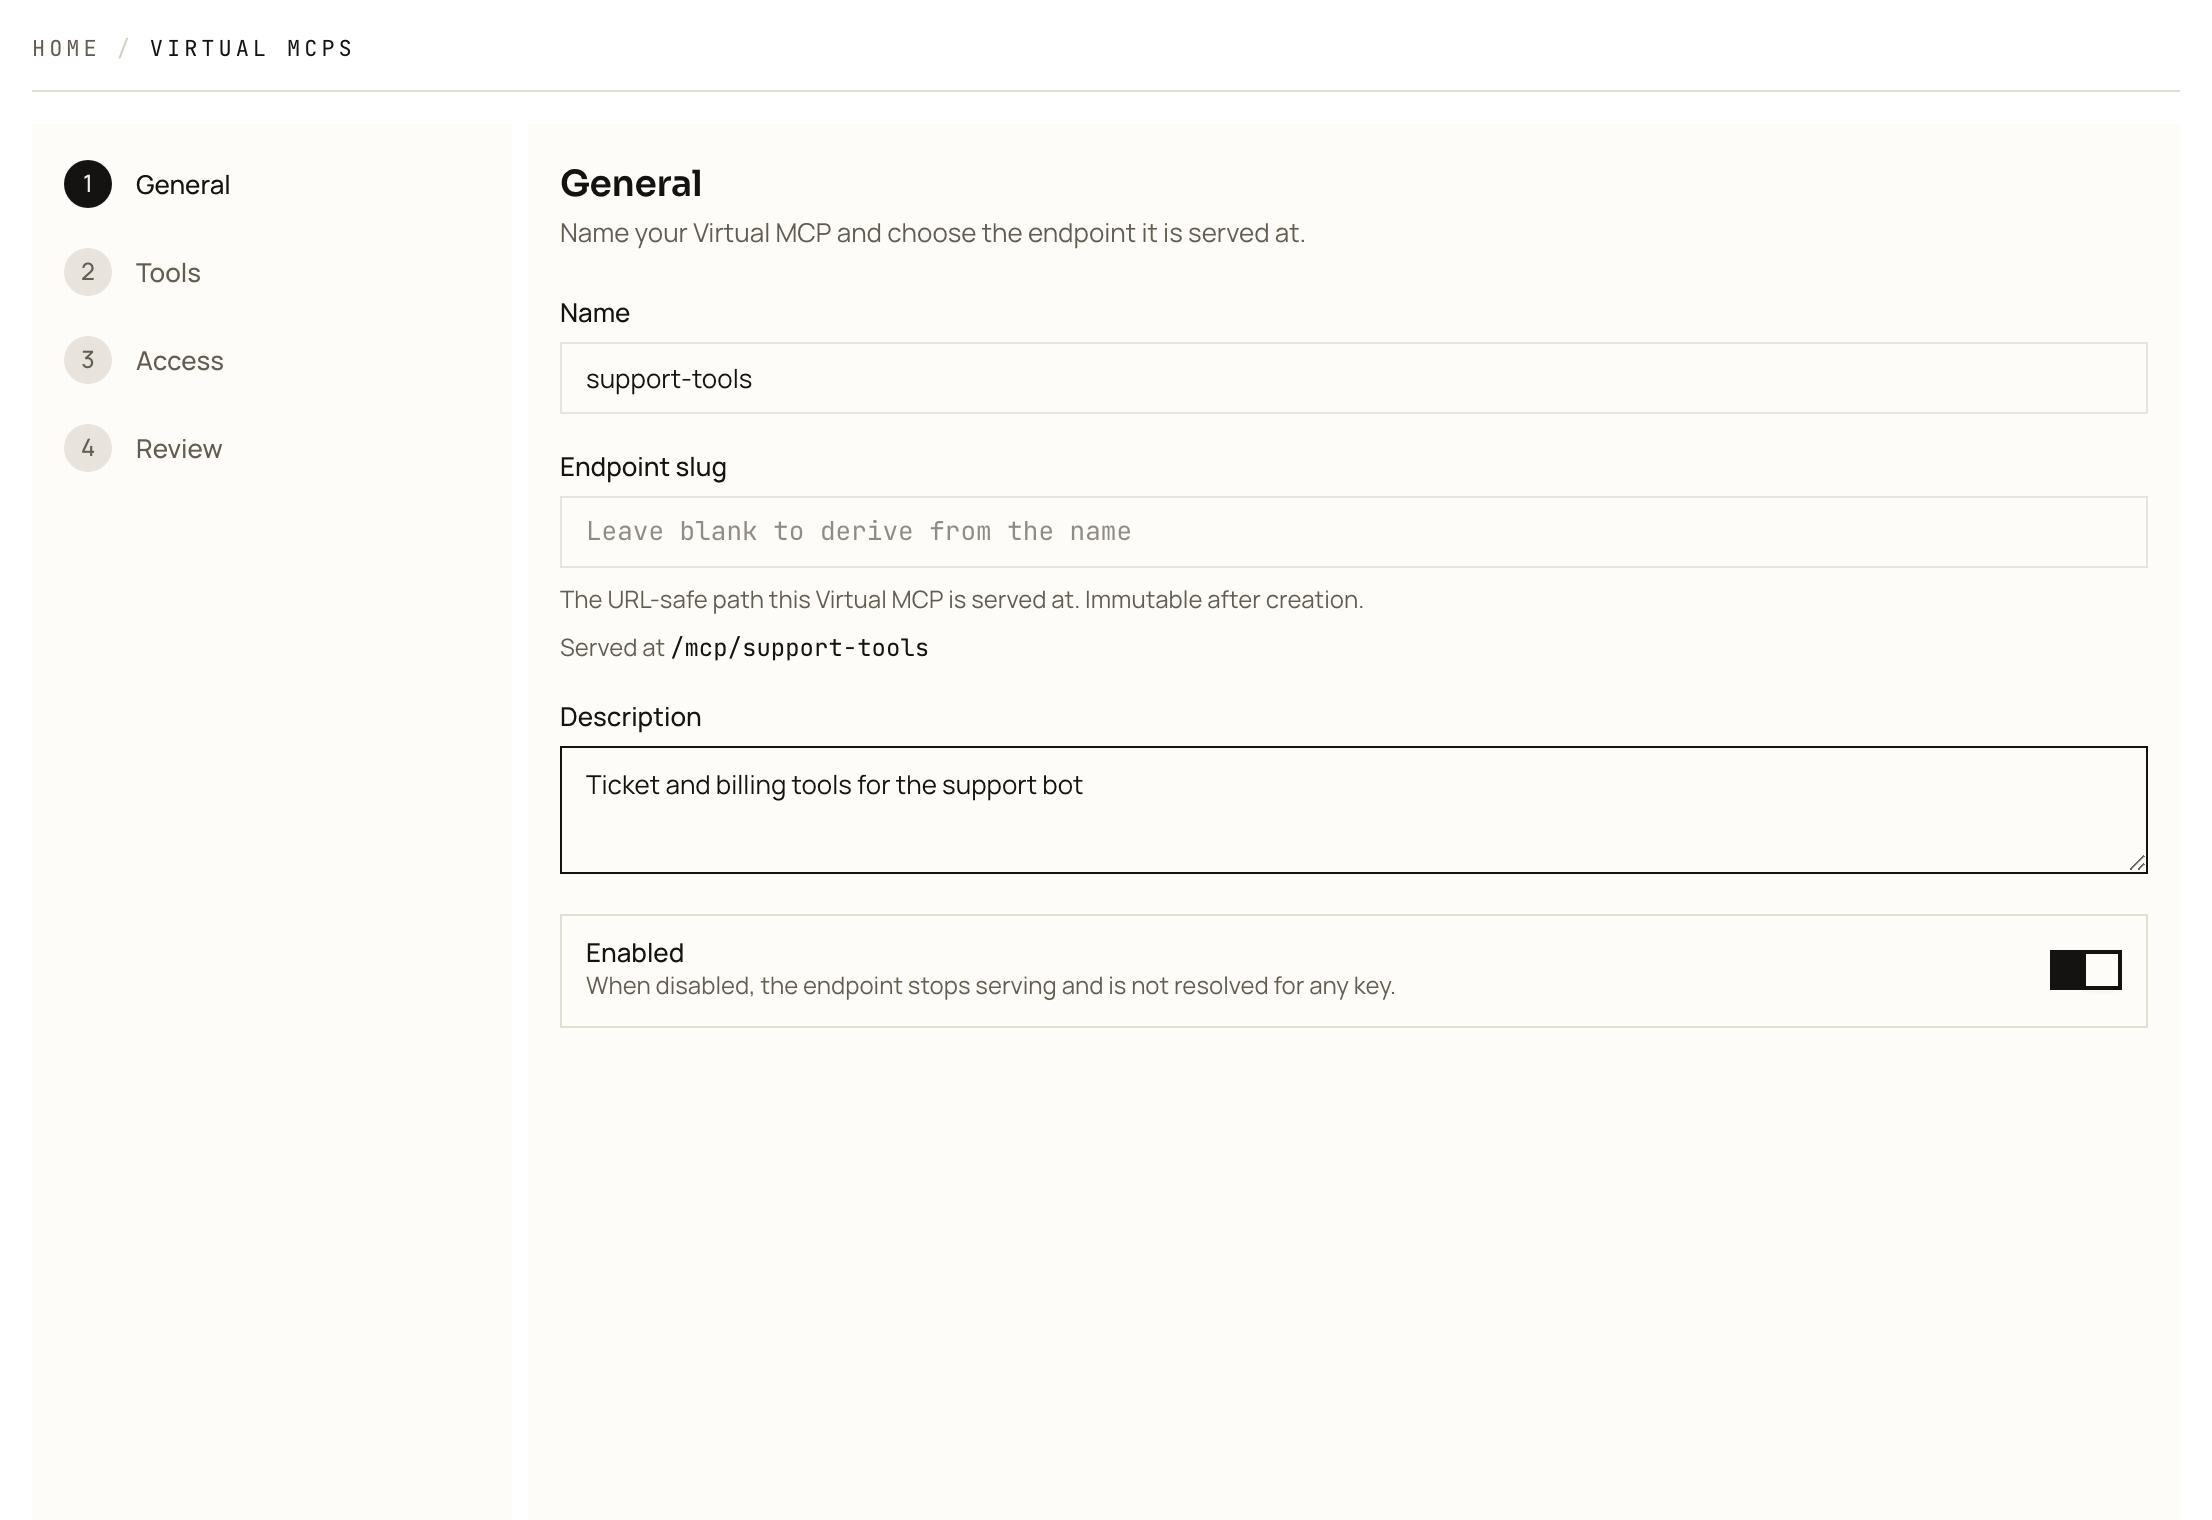 HOME / VIRTUAL MCPS
1 General
2 Tools
3 Access
4 Review
General
Name your Virtual MCP and choose the endpoint it is served at.
Name
support-tools
Endpoint slug
Leave blank to derive from the name
The URL-safe path this Virtual MCP is served at. Immutable after creation.
Served at /mcp/support-tools
Description
Ticket and billing tools for the support bot
Enabled
When disabled, the endpoint stops serving and is not resolved for any key.